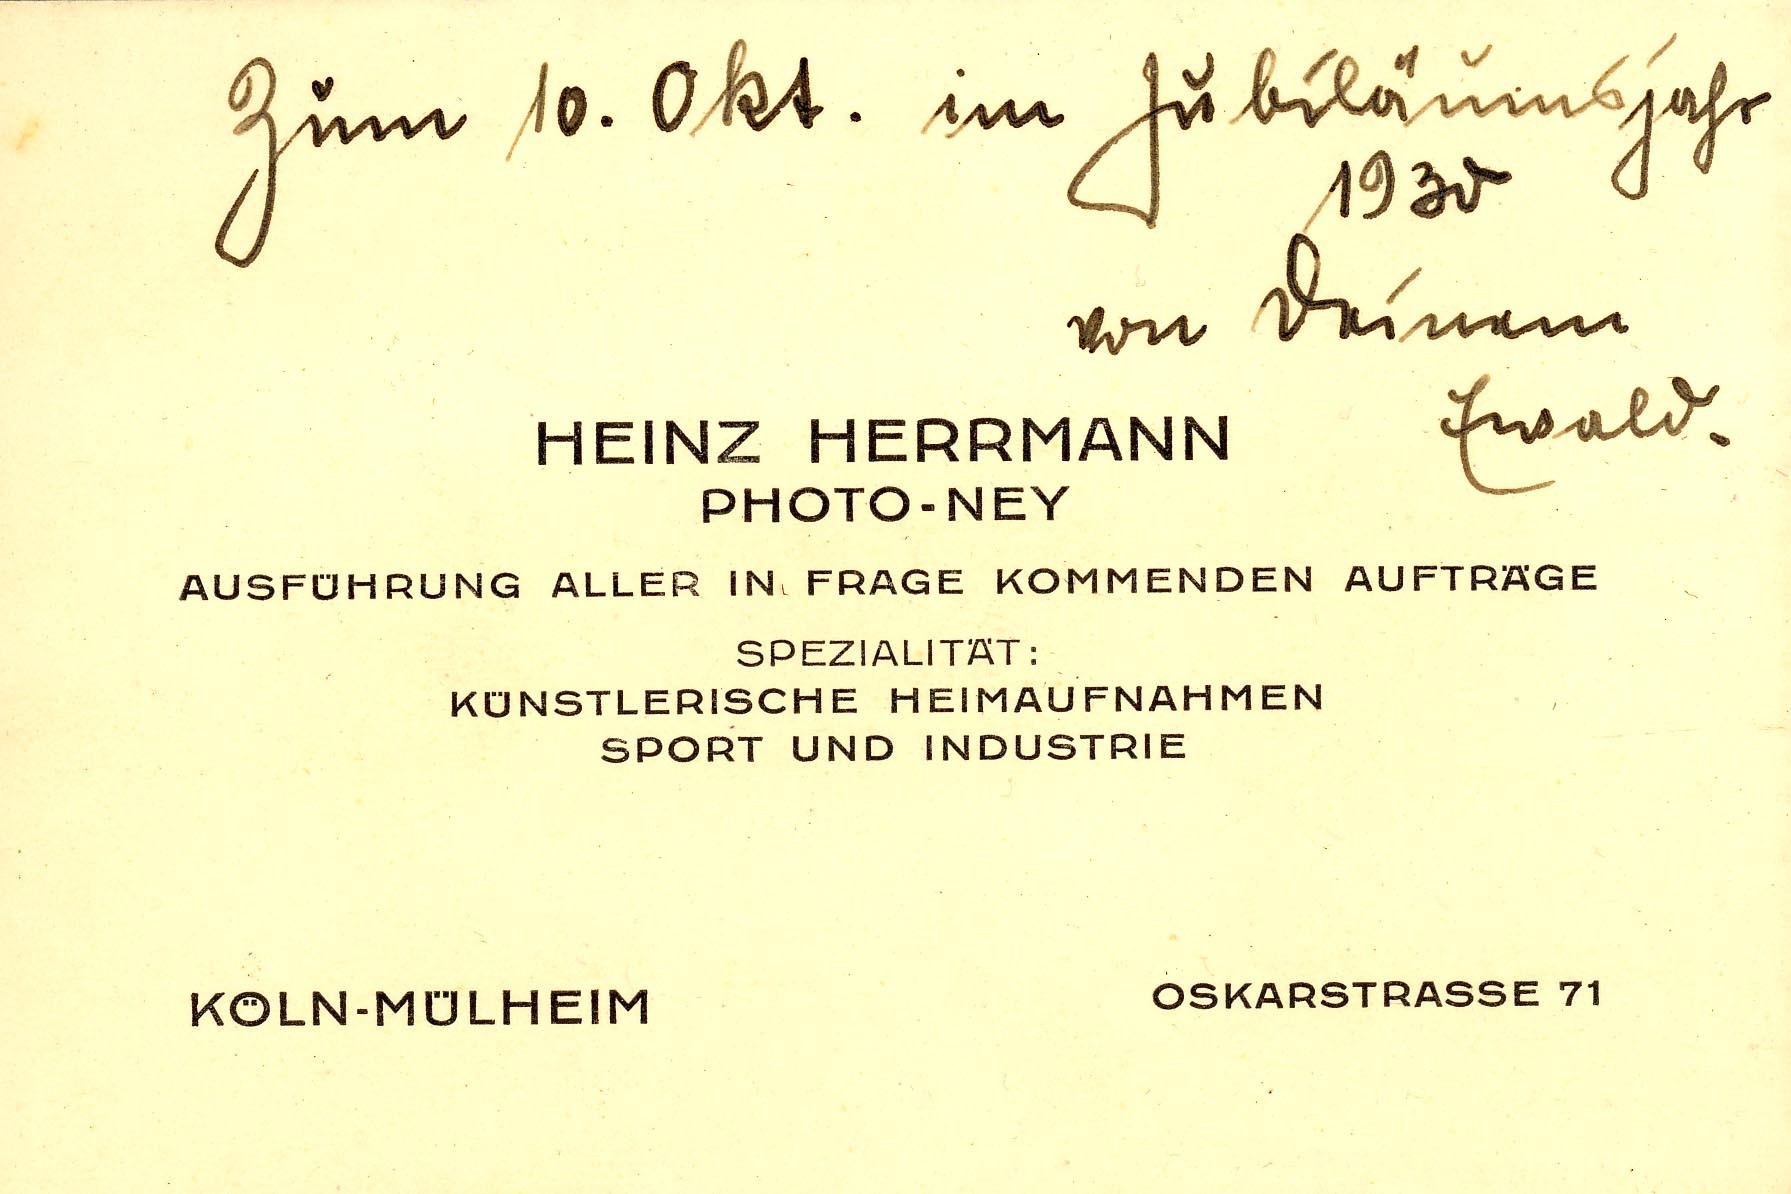 Zum 10. Okt. im Jubiläumsjahr
1930
von Deinem
Ewald.
HEINZ HERRMANN
PHOTO-NEY
AUSFÜHRUNG ALLER IN FRAGE KOMMENDEN AUFTRÄGE
SPEZIALITÄT:
KÜNSTLERISCHE HEIMAUFNAHMEN
SPORT UND INDUSTRIE
KÖLN-MÜLHEIM OSKARSTRASSE 71